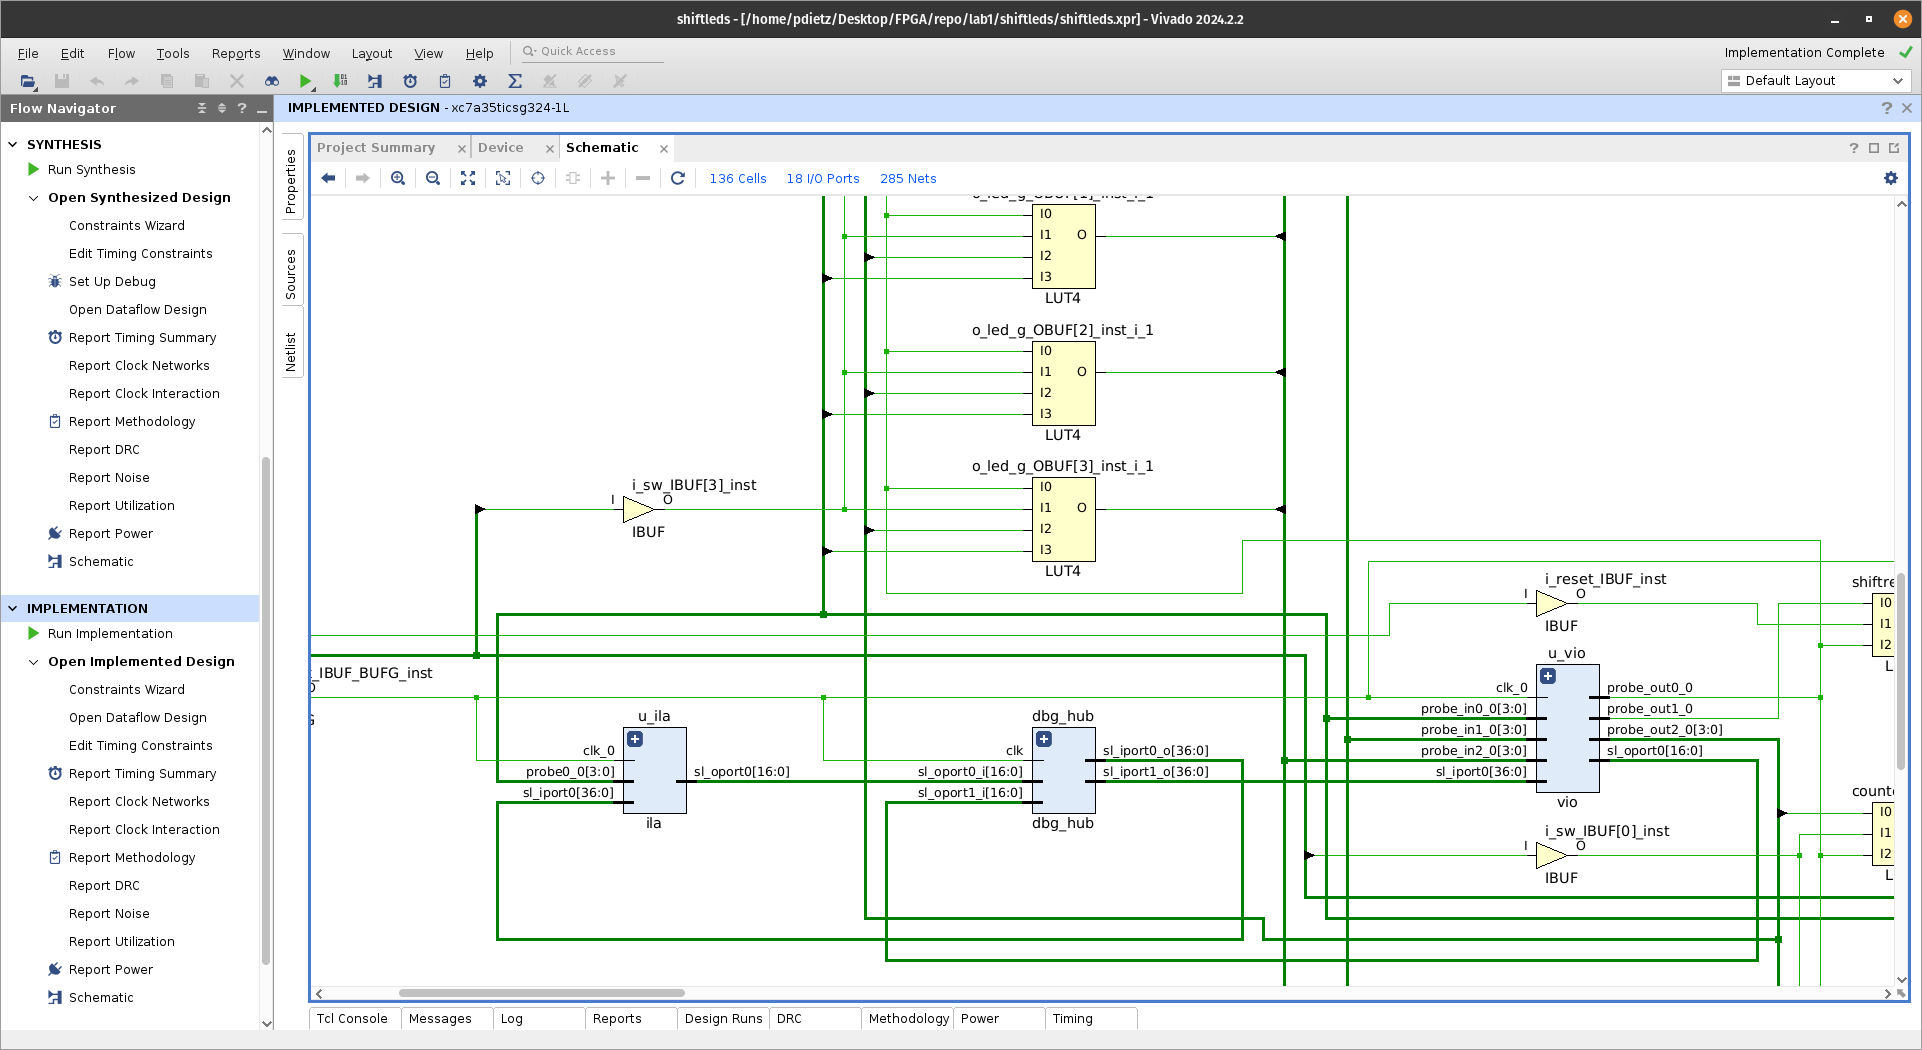 shiftleds - [/home/pdietz/Desktop/FPGA/repo/lab1/shiftleds/shiftleds.xpr] - Vivado 2024.2.2
File Edit Flow Tools Reports Window Layout View Help Quick Access
Implementation Complete
Default Layout
Flow Navigator
SYNTHESIS
Run Synthesis
Open Synthesized Design
Constraints Wizard
Edit Timing Constraints
Set Up Debug
Open Dataflow Design
Report Timing Summary
Report Clock Networks
Report Clock Interaction
Report Methodology
Report DRC
Report Noise
Report Utilization
Report Power
Schematic
IMPLEMENTATION
Run Implementation
Open Implemented Design
Constraints Wizard
Open Dataflow Design
Edit Timing Constraints
Report Timing Summary
Report Clock Networks
Report Clock Interaction
Report Methodology
Report DRC
Report Noise
Report Utilization
Report Power
Schematic
IMPLEMENTED DESIGN - xc7a35ticsg324-1L
Properties
Sources
Netlist
Project Summary Device Schematic
136 Cells 18 I/O Ports 285 Nets
o_led_g_OBUF[1]_inst_i_1
I0
I1 O
I2
I3
LUT4
o_led_g_OBUF[2]_inst_i_1
I0
I1 O
I2
I3
LUT4
o_led_g_OBUF[3]_inst_i_1
I0
I1 O
I2
I3
LUT4
i_sw_IBUF[3]_inst
I O
IBUF
_IBUF_BUFG_inst
u_ila
clk_0
probe0_0[3:0] sl_oport0[16:0]
sl_iport0[36:0]
ila
dbg_hub
clk sl_iport0_o[36:0]
sl_oport0_i[16:0] sl_iport1_o[36:0]
sl_oport1_i[16:0]
dbg_hub
i_reset_IBUF_inst
I O
IBUF
u_vio
clk_0 probe_out0_0
probe_in0_0[3:0] probe_out1_0
probe_in1_0[3:0] probe_out2_0[3:0]
probe_in2_0[3:0] sl_oport0[16:0]
sl_iport0[36:0]
vio
i_sw_IBUF[0]_inst
I O
IBUF
shiftre
I0
I1
I2
L
counte
I0
I1
I2
L
Tcl Console Messages Log Reports Design Runs DRC Methodology Power Timing